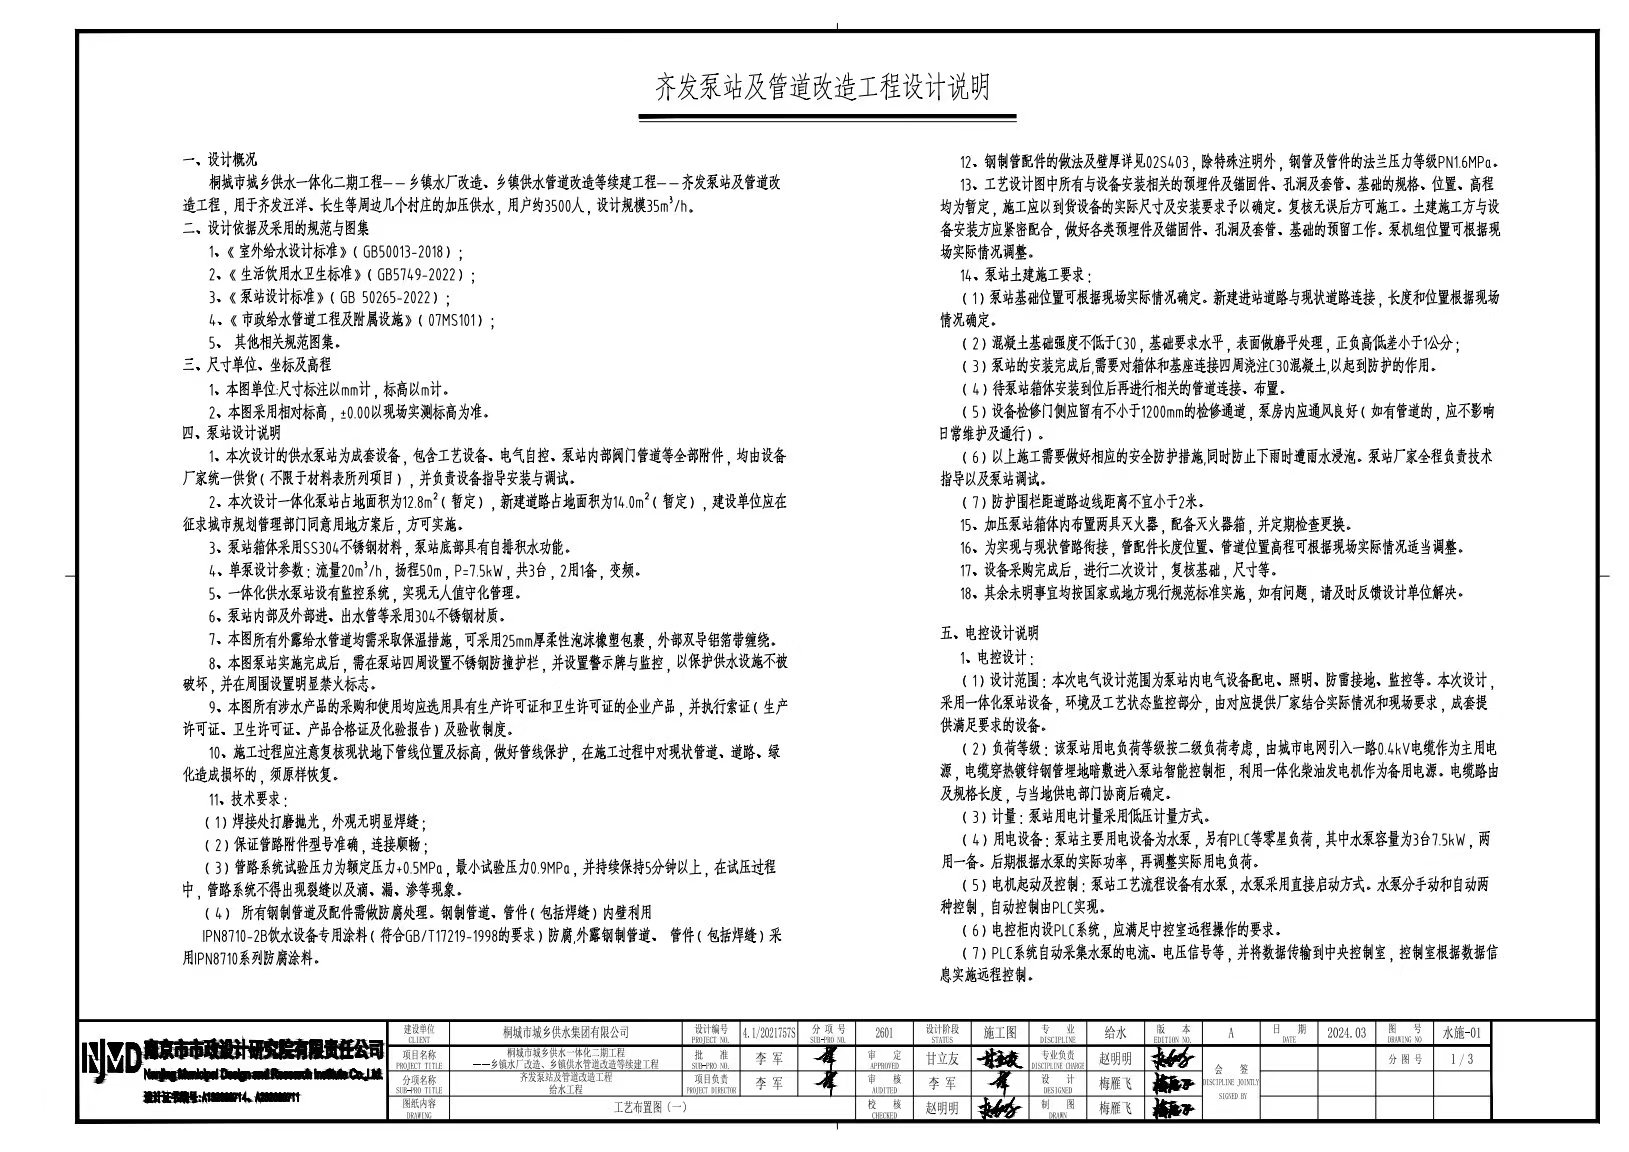 齐发泵站及管道改造工程设计说明
一、设计概况
桐城市城乡供水一体化二期工程——乡镇水厂改造、乡镇供水管道改造等续建工程——齐发泵站及管道改
造工程，用于齐发汪洋、长生等周边几个村庄的加压供水，用户约3500人，设计规模35m³/h。
二、设计依据及采用的规范与图集
1、《室外给水设计标准》（GB50013-2018）；
2、《生活饮用水卫生标准》（GB5749-2022）；
3、《泵站设计标准》（GB 50265-2022）；
4、《市政给水管道工程及附属设施》（07MS101）；
5、 其他相关规范图集。
三、尺寸单位、坐标及高程
1、本图单位:尺寸标注以mm计，标高以m计。
2、本图采用相对标高，±0.00以现场实测标高为准。
四、泵站设计说明
1、本次设计的供水泵站为成套设备，包含工艺设备、电气自控、泵站内部阀门管道等全部附件，均由设备
厂家统一供货（不限于材料表所列项目），并负责设备指导安装与调试。
2、本次设计一体化泵站占地面积为12.8m²（暂定），新建道路占地面积为14.0m²（暂定），建设单位应在
征求城市规划管理部门同意用地方案后，方可实施。
3、泵站箱体采用SS304不锈钢材料，泵站底部具有自排积水功能。
4、单泵设计参数：流量20m³/h，扬程50m，P=7.5kW，共3台，2用1备，变频。
5、一体化供水泵站设有监控系统，实现无人值守化管理。
6、泵站内部及外部进、出水管等采用304不锈钢材质。
7、本图所有外露给水管道均需采取保温措施，可采用25mm厚柔性泡沫橡塑包裹，外部双导铝箔带缠绕。
8、本图泵站实施完成后，需在泵站四周设置不锈钢防撞护栏，并设置警示牌与监控，以保护供水设施不被
破坏，并在周围设置明显禁火标志。
9、本图所有涉水产品的采购和使用均应选用具有生产许可证和卫生许可证的企业产品，并执行索证（生产
许可证、卫生许可证、产品合格证及化验报告）及验收制度。
10、施工过程应注意复核现状地下管线位置及标高，做好管线保护，在施工过程中对现状管道、道路、绿
化造成损坏的，须原样恢复。
11、技术要求：
（1）焊接处打磨抛光，外观无明显焊缝；
（2）保证管路附件型号准确，连接顺畅；
（3）管路系统试验压力为额定压力+0.5MPa，最小试验压力0.9MPa，并持续保持5分钟以上，在试压过程
中，管路系统不得出现裂缝以及滴、漏、渗等现象。
（4） 所有钢制管道及配件需做防腐处理。钢制管道、管件（包括焊缝）内壁利用
IPN8710-2B饮水设备专用涂料（符合GB/T17219-1998的要求）防腐,外露钢制管道、 管件（包括焊缝）采
用IPN8710系列防腐涂料。
12、钢制管配件的做法及壁厚详见02S403，除特殊注明外，钢管及管件的法兰压力等级PN1.6MPa。
13、工艺设计图中所有与设备安装相关的预埋件及锚固件、孔洞及套管、基础的规格、位置、高程
均为暂定，施工应以到货设备的实际尺寸及安装要求予以确定。复核无误后方可施工。土建施工方与设
备安装方应紧密配合，做好各类预埋件及锚固件、孔洞及套管、基础的预留工作。泵机组位置可根据现
场实际情况调整。
14、泵站土建施工要求：
（1）泵站基础位置可根据现场实际情况确定。新建进站道路与现状道路连接，长度和位置根据现场
情况确定。
（2）混凝土基础强度不低于C30，基础要求水平，表面做磨平处理，正负高低差小于1公分；
（3）泵站的安装完成后,需要对箱体和基座连接四周浇注C30混凝土,以起到防护的作用。
（4）待泵站箱体安装到位后再进行相关的管道连接、布置。
（5）设备检修门侧应留有不小于1200mm的检修通道，泵房内应通风良好（如有管道的，应不影响
日常维护及通行）。
（6）以上施工需要做好相应的安全防护措施,同时防止下雨时遭雨水浸泡。泵站厂家全程负责技术
指导以及泵站调试。
（7）防护围栏距道路边线距离不宜小于2米。
15、加压泵站箱体内布置两具灭火器，配备灭火器箱，并定期检查更换。
16、为实现与现状管路衔接，管配件长度位置、管道位置高程可根据现场实际情况适当调整。
17、设备采购完成后，进行二次设计，复核基础，尺寸等。
18、其余未明事宜均按国家或地方现行规范标准实施，如有问题，请及时反馈设计单位解决。
五、电控设计说明
1、电控设计：
（1）设计范围：本次电气设计范围为泵站内电气设备配电、照明、防雷接地、监控等。本次设计，
采用一体化泵站设备，环境及工艺状态监控部分，由对应提供厂家结合实际情况和现场要求，成套提
供满足要求的设备。
（2）负荷等级：该泵站用电负荷等级按二级负荷考虑，由城市电网引入一路0.4kV电缆作为主用电
源，电缆穿热镀锌钢管埋地暗敷进入泵站智能控制柜，利用一体化柴油发电机作为备用电源。电缆路由
及规格长度，与当地供电部门协商后确定。
（3）计量：泵站用电计量采用低压计量方式。
（4）用电设备：泵站主要用电设备为水泵，另有PLC等零星负荷，其中水泵容量为3台7.5kW，两
用一备。后期根据水泵的实际功率，再调整实际用电负荷。
（5）电机起动及控制：泵站工艺流程设备有水泵，水泵采用直接启动方式。水泵分手动和自动两
种控制，自动控制由PLC实现。
（6）电控柜内设PLC系统，应满足中控室远程操作的要求。
（7）PLC系统自动采集水泵的电流、电压信号等，并将数据传输到中央控制室，控制室根据数据信
息实施远程控制。
NJMD 南京市市政设计研究院有限责任公司
Nanjing Municipal Design and Research Institute Co.,Ltd.
建设单位 CLIENT 桐城市城乡供水集团有限公司 设计编号 PROJECT NO. 4.1/2021757S 分项号 SUB-PRO NO. 2601 设计阶段 STATUS 施工图 专业 DISCIPLINE 给水 版本 EDITION NO. A 日期 DATE 2024.03 图号 DRAWING NO 水施-01
项目名称 PROJECT TITLE 桐城市城乡供水一体化二期工程 ——乡镇水厂改造、乡镇供水管道改造等续建工程 批准 SUB-PRO NO. 李军 审定 APPROVED 甘立友 专业负责 DISCIPLINE CHARGE 赵明明 会签 DISCIPLINE JOINTLY SIGNED BY 分图号 1/3
分项名称 SUB-PRO TITLE 齐发泵站及管道改造工程 给水工程 项目负责 PROJECT DIRECTOR 李军 审核 AUDITED 李军 设计 DESIGNED 梅雁飞
图纸内容 DRAWING 工艺布置图（一） 校核 CHECKED 赵明明 制图 DRAWN 梅雁飞